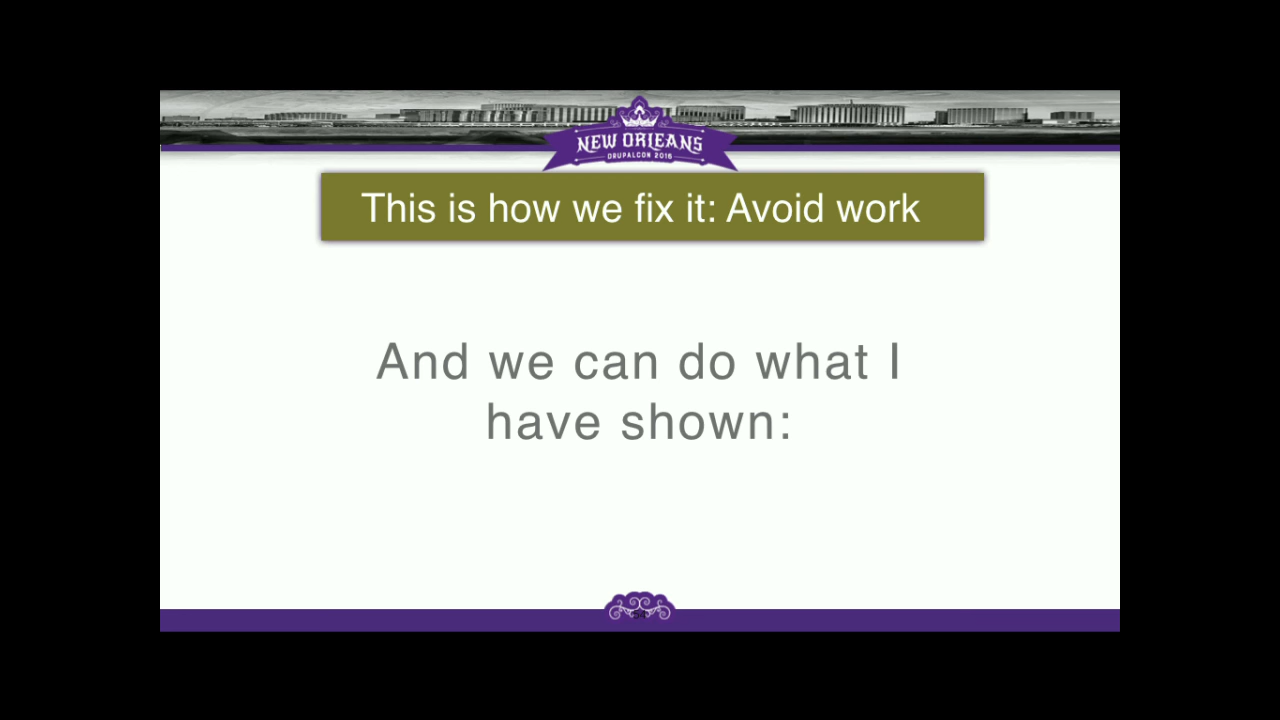 NEW ORLEANS
DRUPALCON 2016
This is how we fix it: Avoid work
And we can do what I
have shown: